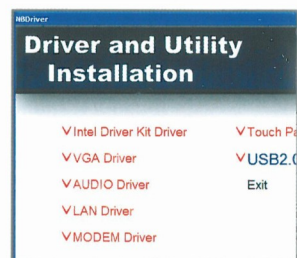 NBDriver
Driver and Utility
Installation
Intel Driver Kit Driver
VGA Driver
AUDIO Driver
LAN Driver
MODEM Driver
Touch
USB2.0
Exit